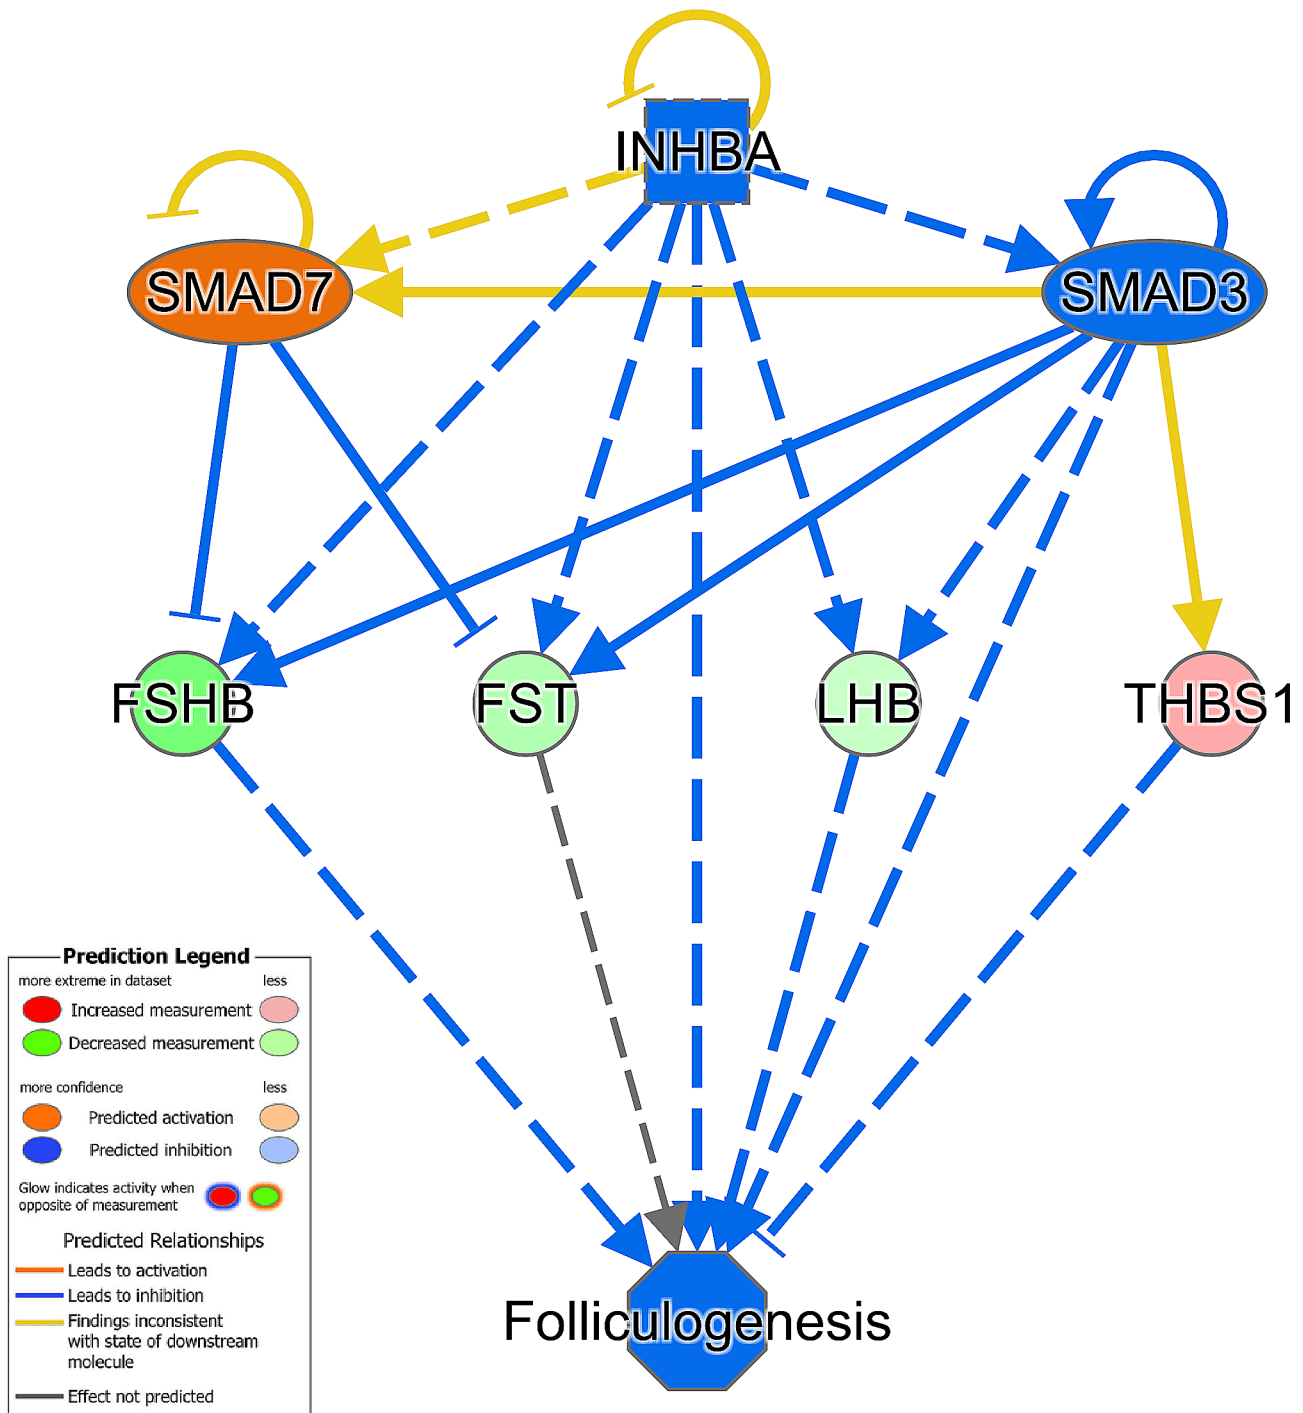 INHBA
SMAD7
SMAD3
FSHB
FST
LHB
THBS1
Folliculogenesis
Prediction Legend
more extreme in dataset less
Increased measurement
Decreased measurement
more confidence less
Predicted activation
Predicted inhibition
Glow indicates activity when
opposite of measurement
Predicted Relationships
Leads to activation
Leads to inhibition
Findings inconsistent
with state of downstream
molecule
Effect not predicted